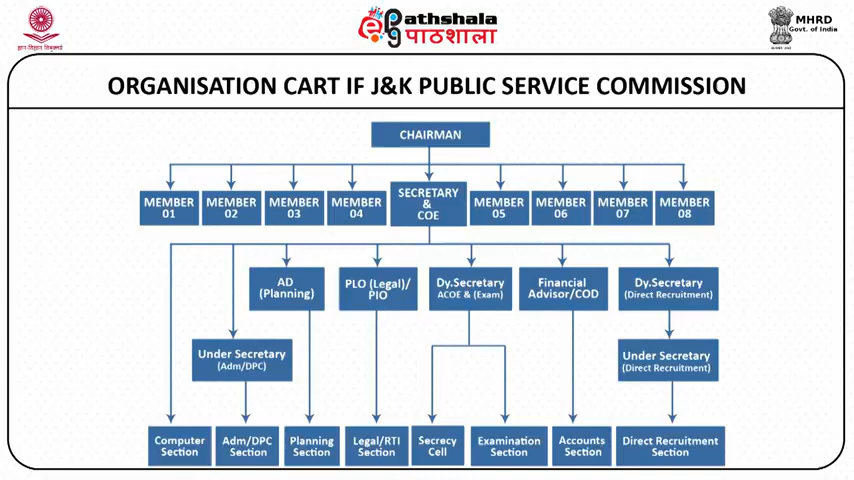 ज्ञान-विज्ञान विमुक्तये
ePathshala
पाठशाला
MHRD
Govt. of India
ORGANISATION CART IF J&K PUBLIC SERVICE COMMISSION
CHAIRMAN
MEMBER
01
MEMBER
02
MEMBER
03
MEMBER
04
SECRETARY
&
COE
MEMBER
05
MEMBER
06
MEMBER
07
MEMBER
08
AD
(Planning)
PLO (Legal)/
PIO
Dy.Secretary
ACOE & (Exam)
Financial
Advisor/COD
Dy.Secretary
(Direct Recruitment)
Under Secretary
(Adm/DPC)
Under Secretary
(Direct Recruitment)
Computer
Section
Adm/DPC
Section
Planning
Section
Legal/RTI
Section
Secrecy
Cell
Examination
Section
Accounts
Section
Direct Recruitment
Section